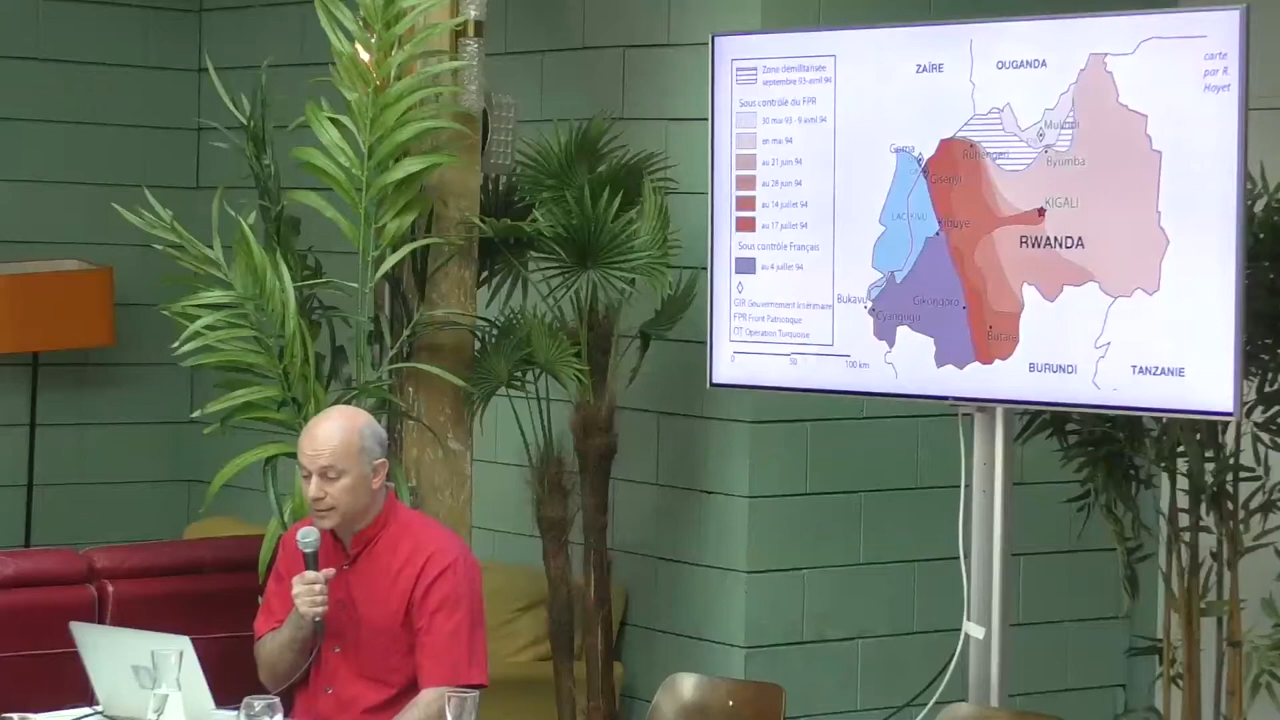 Zone démilitarisée
septembre 93-avril 94
Sous contrôle du FPR
30 mai 93 - 9 avril 94
en mai 94
au 21 juin 94
au 28 juin 94
au 14 juillet 94
au 17 juillet 94
Sous contrôle Français
au 4 juillet 94
GIR Gouvernement Intérimaire
FPR Front Patriotique
OT Operation Turquoise
0 50 100 km
ZAÏRE
OUGANDA
carte
par R.
Hayet
Mulindi
Goma
Ruhengeri
Byumba
Gisenyi
KIGALI
LAC KIVU
Kibuye
RWANDA
Bukavu
Gikongoro
Cyangugu
Butare
BURUNDI
TANZANIE